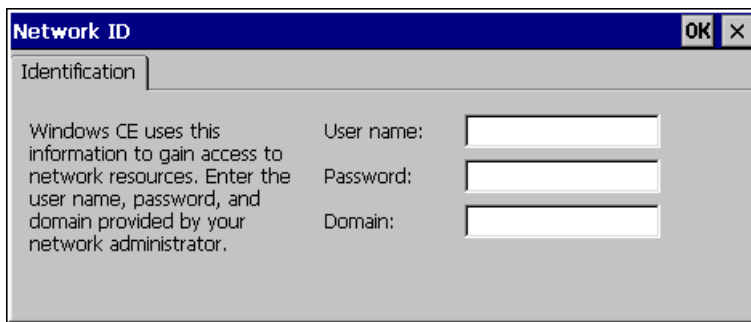 Network ID OK ×
Identification
Windows CE uses this
information to gain access to
network resources. Enter the
user name, password, and
domain provided by your
network administrator.
User name:
Password:
Domain: